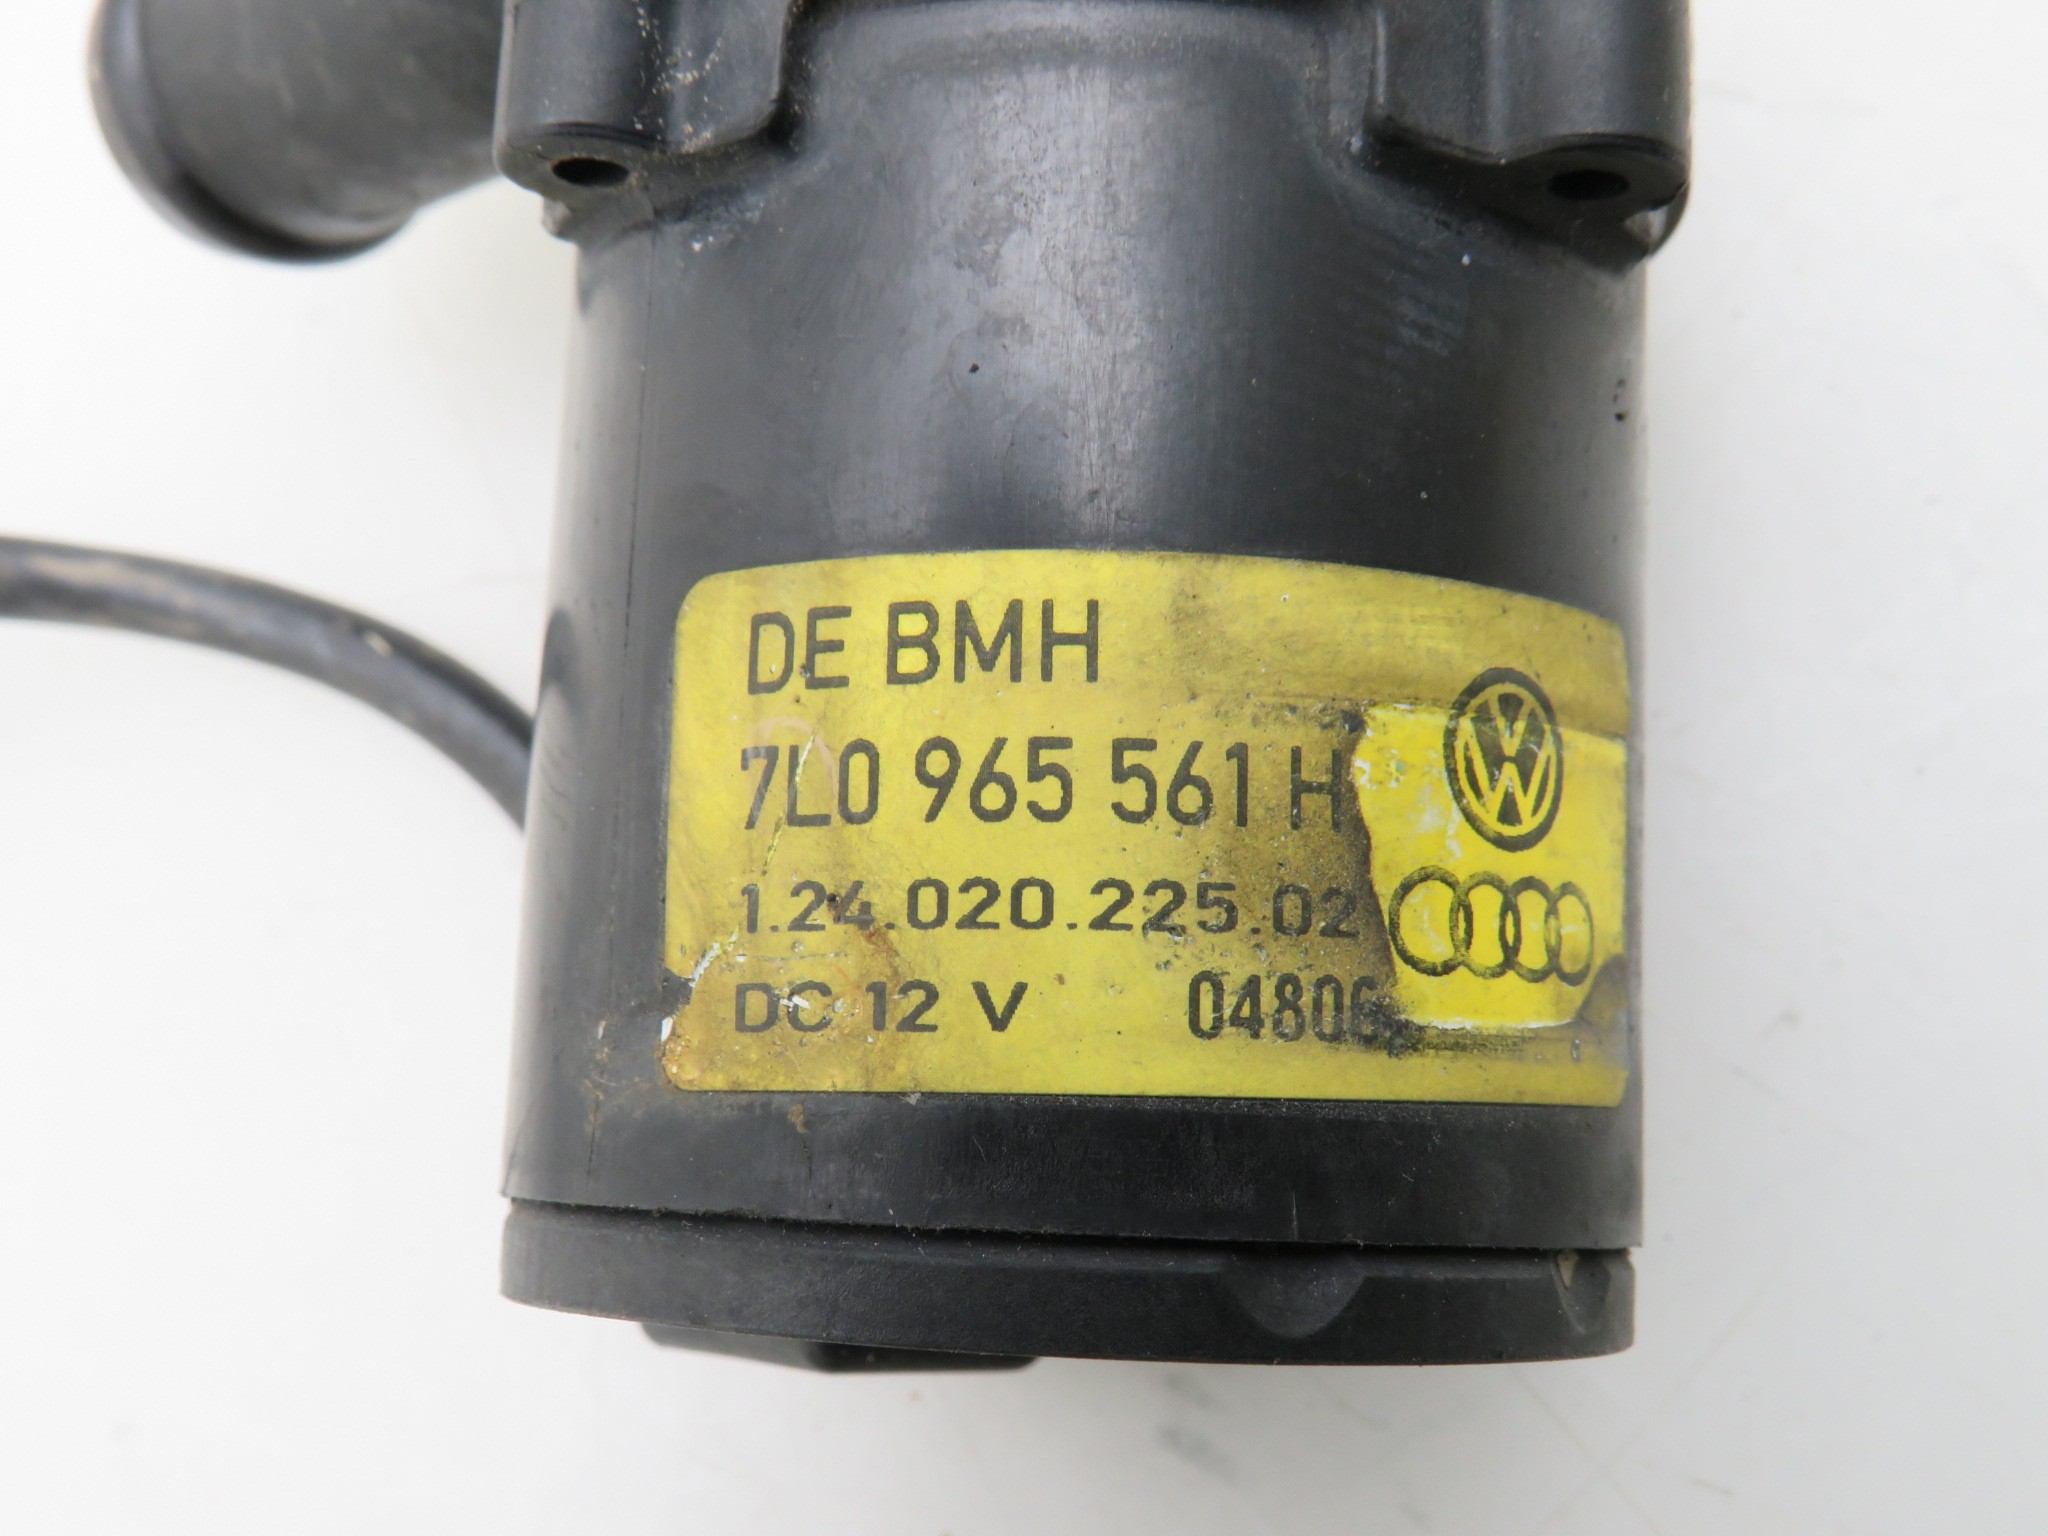 DE BMH
7L0 965 561 H
1.24.020.225.02
DC 12 V 04806